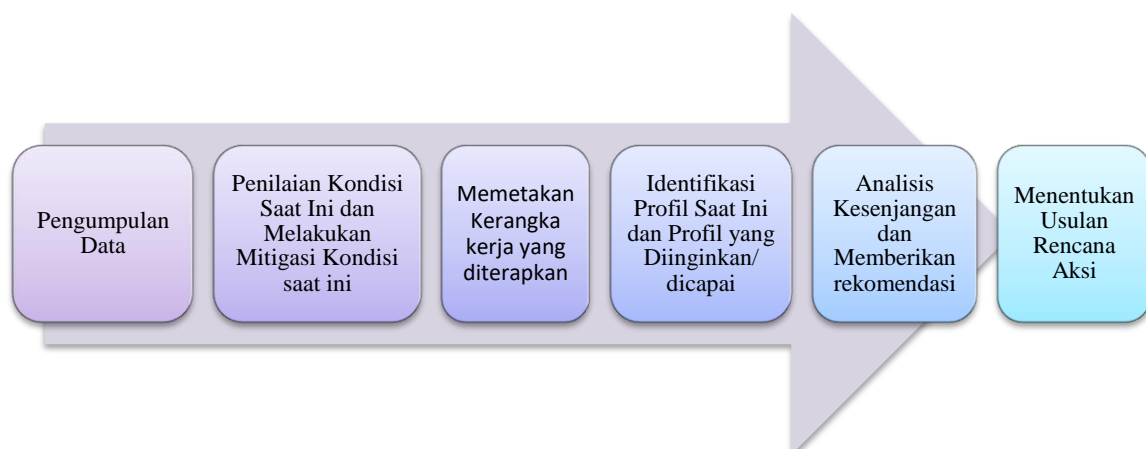 Pengumpulan
Data
Penilaian Kondisi
Saat Ini dan
Melakukan
Mitigasi Kondisi
saat ini
Memetakan
Kerangka
kerja yang
diterapkan
Identifikasi
Profil Saat Ini
dan Profil yang
Diinginkan/
dicapai
Analisis
Kesenjangan
dan
Memberikan
rekomendasi
Menentukan
Usulan
Rencana
Aksi